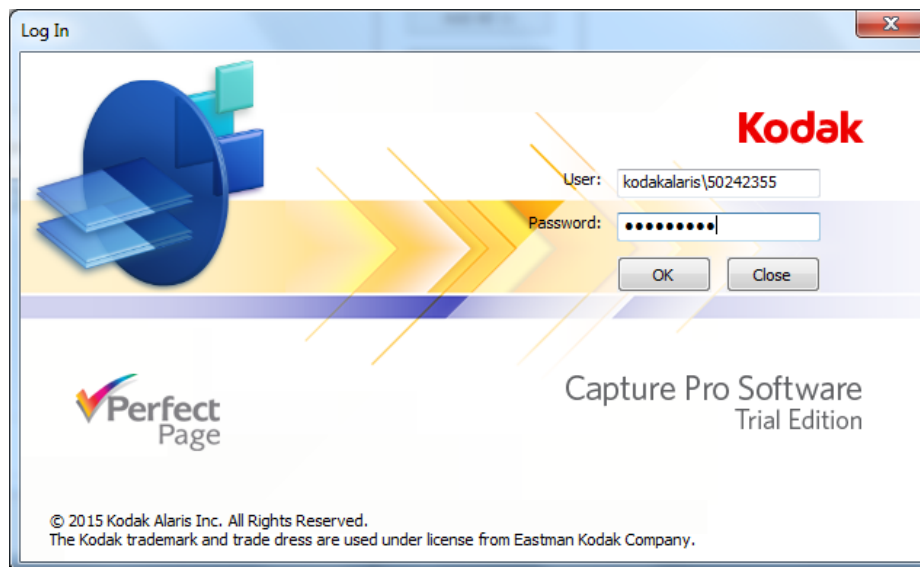 Log In
Kodak
User: kodakalaris\50242355
Password: •••••••••
OK Close
Perfect
Page
Capture Pro Software
Trial Edition
© 2015 Kodak Alaris Inc. All Rights Reserved.
The Kodak trademark and trade dress are used under license from Eastman Kodak Company.